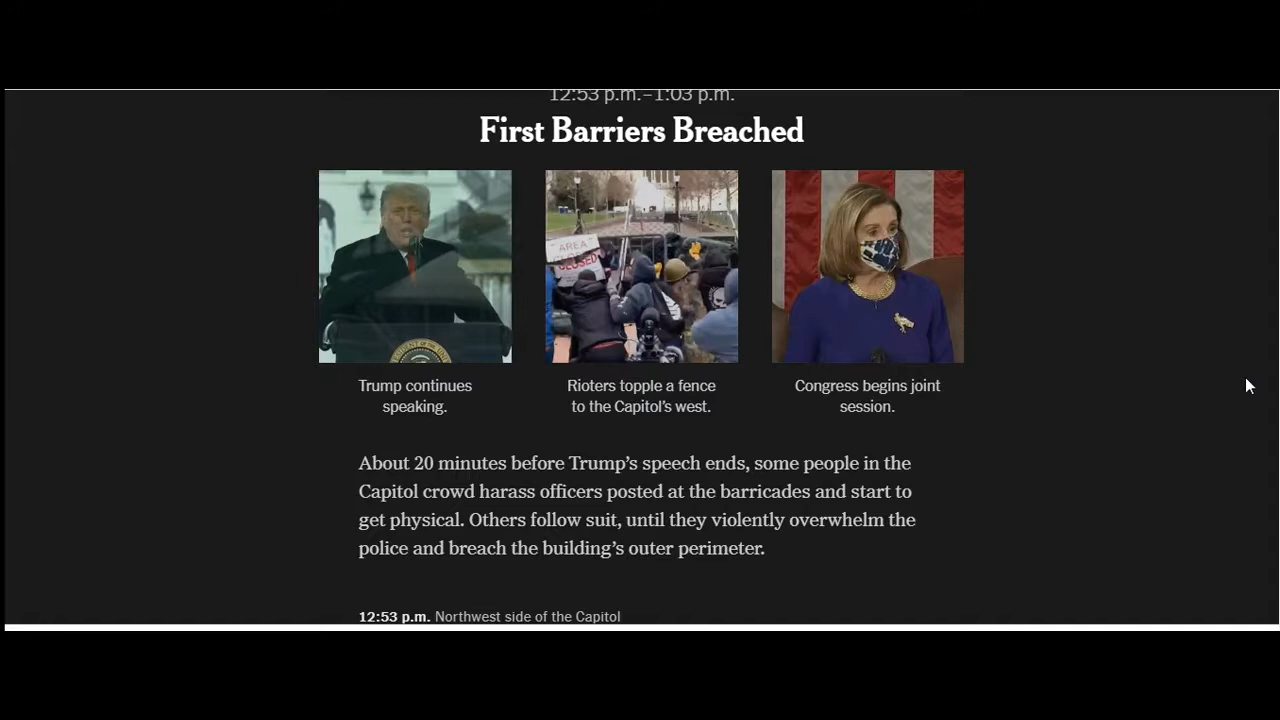 12:53 p.m.–1:03 p.m.
First Barriers Breached
AREA
CLOSED
Trump continues
speaking.
Rioters topple a fence
to the Capitol's west.
Congress begins joint
session.
About 20 minutes before Trump's speech ends, some people in the
Capitol crowd harass officers posted at the barricades and start to
get physical. Others follow suit, until they violently overwhelm the
police and breach the building's outer perimeter.
12:53 p.m. Northwest side of the Capitol